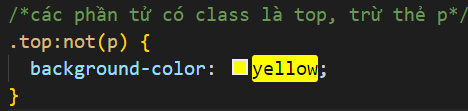 /*các phần tử có class là top, trừ thẻ p*/
.top:not(p) {
background-color: yellow;
}